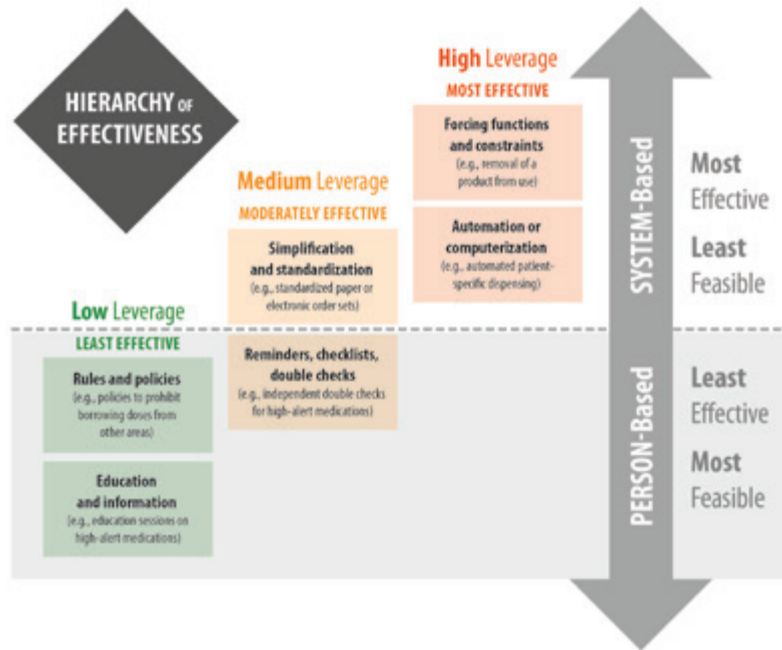 HIERARCHY OF
EFFECTIVENESS
High Leverage
MOST EFFECTIVE
Forcing functions
and constraints
(e.g., removal of a
product from use)
Automation or
computerization
(e.g., automated patient-
specific dispensing)
Medium Leverage
MODERATELY EFFECTIVE
Simplification
and standardization
(e.g., standardized paper or
electronic order sets)
Reminders, checklists,
double checks
(e.g., independent double checks
for high-alert medications)
Low Leverage
LEAST EFFECTIVE
Rules and policies
(e.g., policies to prohibit
borrowing doses from
other areas)
Education
and information
(e.g., education sessions on
high-alert medications)
SYSTEM-Based
PERSON-Based
Most
Effective
Least
Feasible
Least
Effective
Most
Feasible